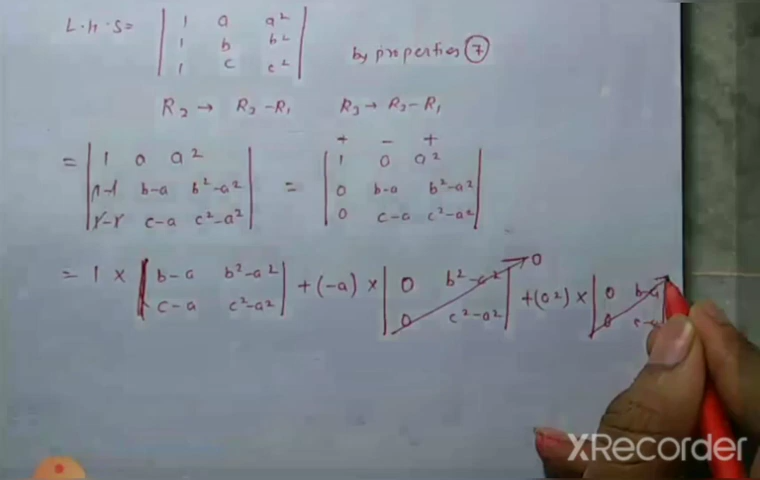 L.h.s = | 1 a a² |
| 1 b b² | by properties ⑦
| 1 c c² |
R₂ → R₂-R₁ R₃ → R₃-R₁
+ - +
= | 1 a a² | = | 1 a a² |
| 1-1 b-a b²-a² | | 0 b-a b²-a² |
| 1-1 c-a c²-a² | | 0 c-a c²-a² |
= 1 × | b-a b²-a² | + (-a) × | 0 b²-a² | 0 + (a²) × | 0 b-a |
| c-a c²-a² | | 0 c²-a² | | 0 c-a |
XRecorder